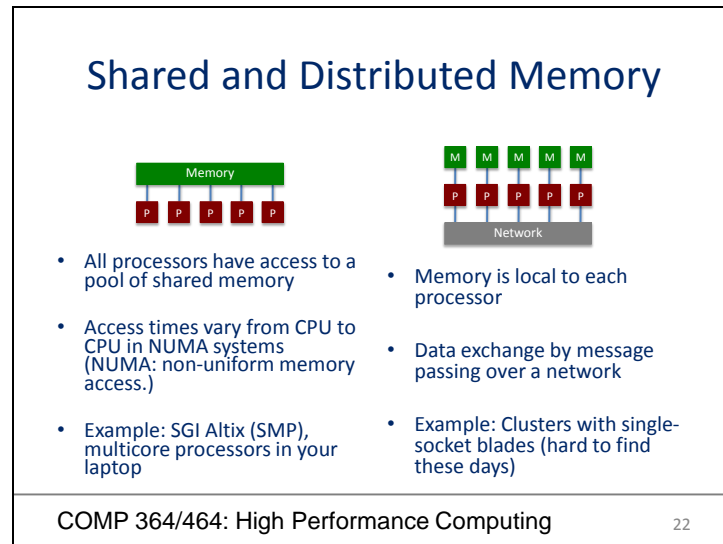 Shared and Distributed Memory
Memory
P P P P P
• All processors have access to a
pool of shared memory
• Access times vary from CPU to
CPU in NUMA systems
(NUMA: non-uniform memory
access.)
• Example: SGI Altix (SMP),
multicore processors in your
laptop
M M M M M
P P P P P
Network
• Memory is local to each
processor
• Data exchange by message
passing over a network
• Example: Clusters with single-
socket blades (hard to find
these days)
COMP 364/464: High Performance Computing 22